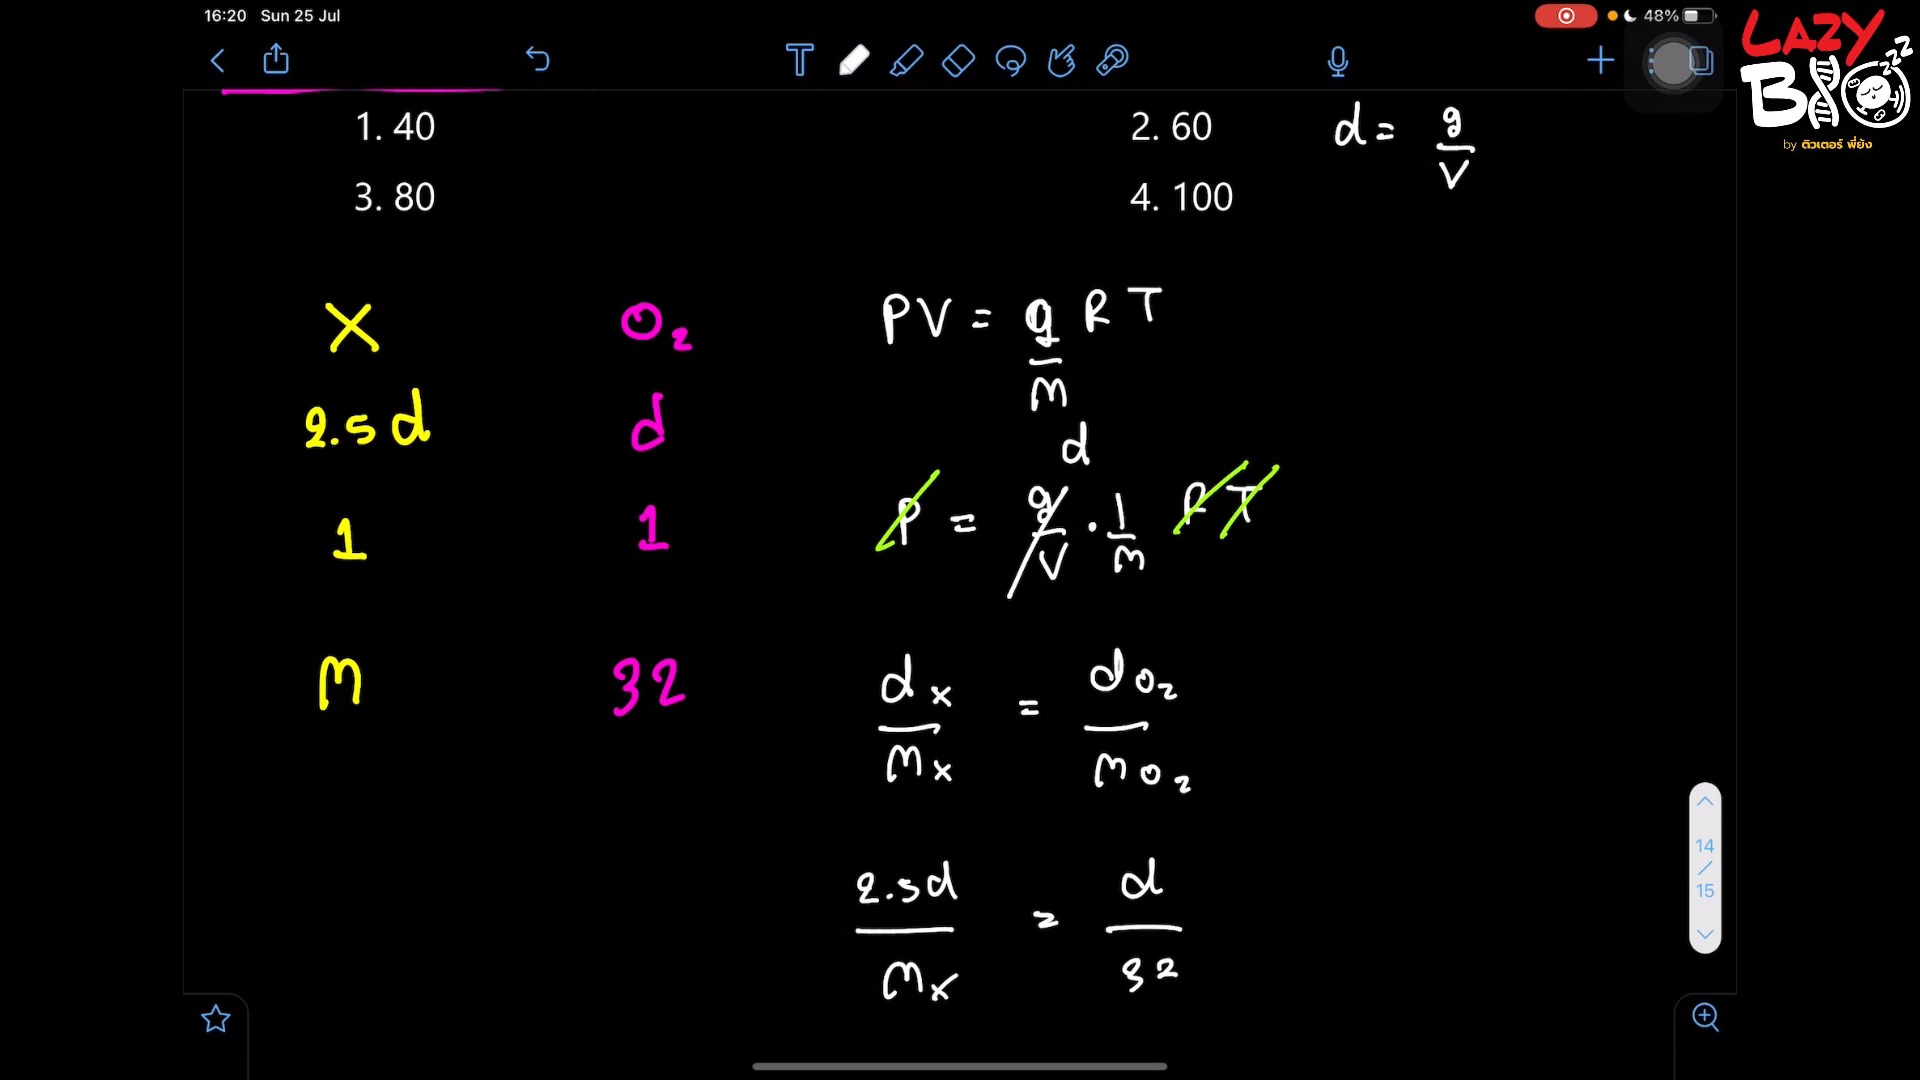 16:20 Sun 25 Jul
48%
LAZY
BIO zzz
by ติวเตอร์ พี่ยัง
T
1. 40
2. 60
d = g/V
3. 80
4. 100
X O2
PV = g/m RT
2.5d d
d
P = g/V · 1/m RT
1 1
m 32
dx/mx = dO2/mO2
2.5d/mx = d/32
14
/
15